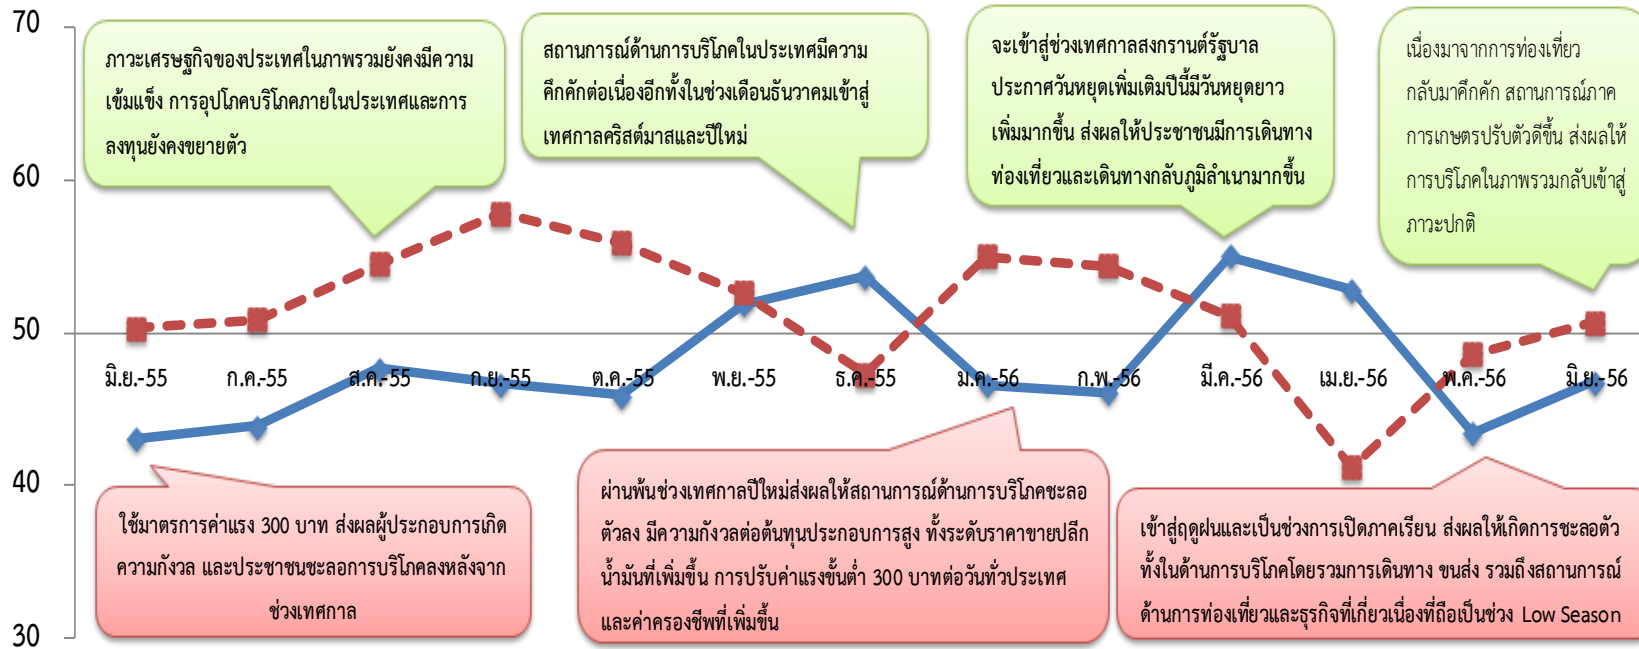 70
60
50
40
30
ภาวะเศรษฐกิจของประเทศในภาพรวมยังคงมีความ
เข้มแข็ง การอุปโภคบริโภคภายในประเทศและการ
ลงทุนยังคงขยายตัว
สถานการณ์ด้านการบริโภคในประเทศมีความ
คึกคักต่อเนื่องอีกทั้งในช่วงเดือนธันวาคมเข้าสู่
เทศกาลคริสต์มาสและปีใหม่
จะเข้าสู่ช่วงเทศกาลสงกรานต์รัฐบาล
ประกาศวันหยุดเพิ่มเติมปีนี้มีวันหยุดยาว
เพิ่มมากขึ้น ส่งผลให้ประชาชนมีการเดินทาง
ท่องเที่ยวและเดินทางกลับภูมิลำเนามากขึ้น
เนื่องมาจากการท่องเที่ยว
กลับมาคึกคัก สถานการณ์ภาค
การเกษตรปรับตัวดีขึ้น ส่งผลให้
การบริโภคในภาพรวมกลับเข้าสู่
ภาวะปกติ
มิ.ย.-55
ก.ค.-55
ส.ค.-55
ก.ย.-55
ต.ค.-55
พ.ย.-55
ธ.ค.-55
ม.ค.-56
ก.พ.-56
มี.ค.-56
เม.ย.-56
พ.ค.-56
มิ.ย.-56
ใช้มาตรการค่าแรง 300 บาท ส่งผลผู้ประกอบการเกิด
ความกังวล และประชาชนชะลอการบริโภคลงหลังจาก
ช่วงเทศกาล
ผ่านพ้นช่วงเทศกาลปีใหม่ส่งผลให้สถานการณ์ด้านการบริโภคชะลอ
ตัวลง มีความกังวลต่อต้นทุนประกอบการสูง ทั้งระดับราคาขายปลีก
น้ำมันที่เพิ่มขึ้น การปรับค่าแรงขั้นต่ำ 300 บาทต่อวันทั่วประเทศ
และค่าครองชีพที่เพิ่มขึ้น
เข้าสู่ฤดูฝนและเป็นช่วงการเปิดภาคเรียน ส่งผลให้เกิดการชะลอตัว
ทั้งในด้านการบริโภคโดยรวมการเดินทาง ขนส่ง รวมถึงสถานการณ์
ด้านการท่องเที่ยวและธุรกิจที่เกี่ยวเนื่องที่ถือเป็นช่วง Low Season